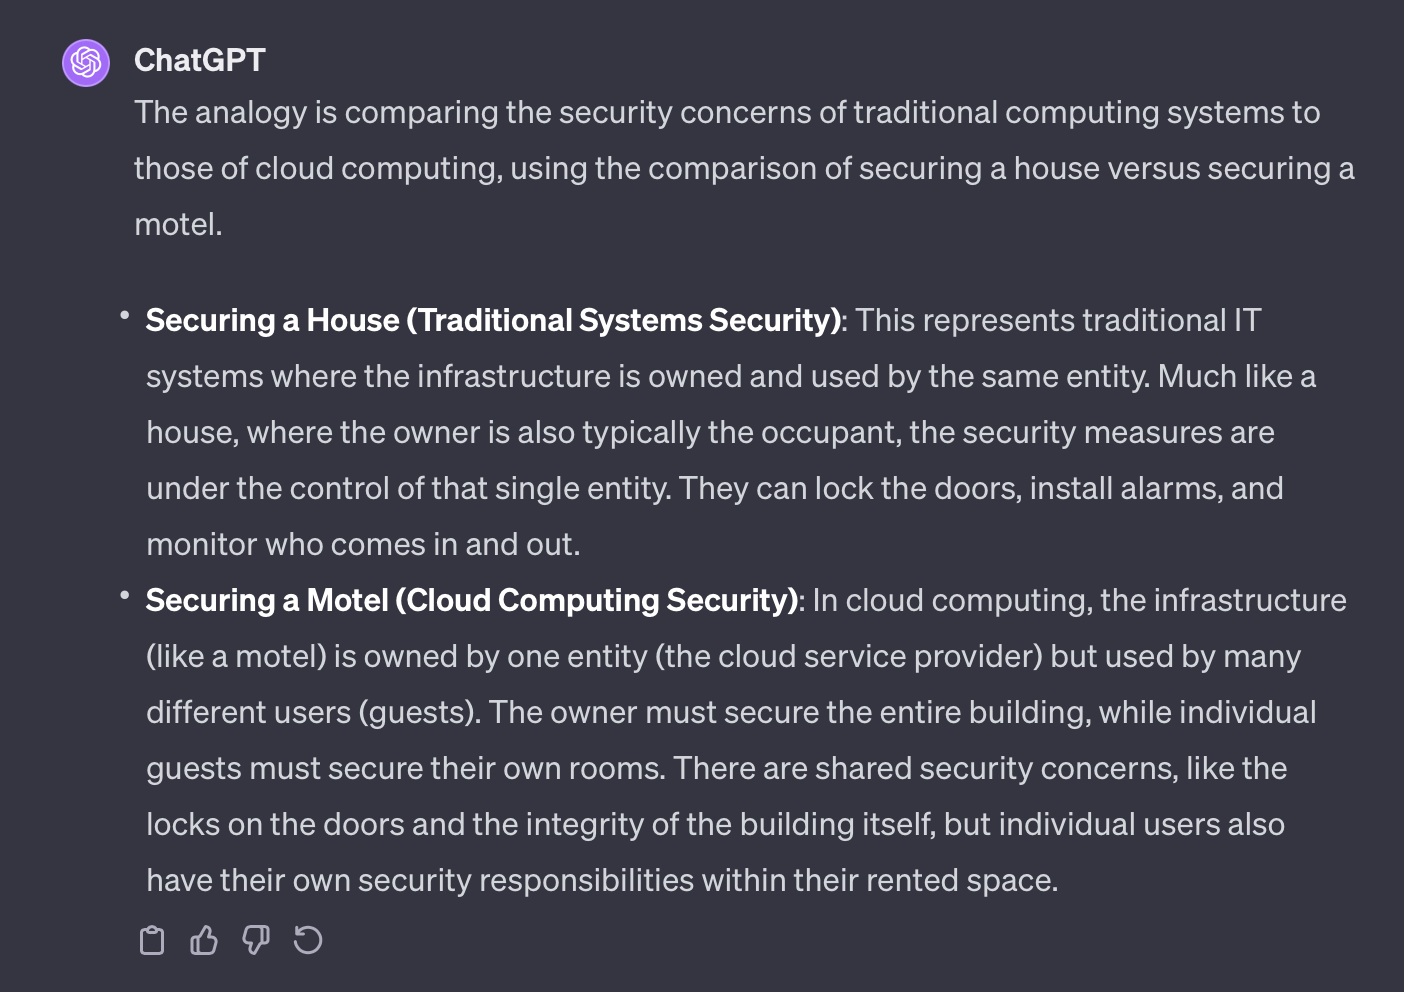 ChatGPT
The analogy is comparing the security concerns of traditional computing systems to
those of cloud computing, using the comparison of securing a house versus securing a
motel.
• Securing a House (Traditional Systems Security): This represents traditional IT
systems where the infrastructure is owned and used by the same entity. Much like a
house, where the owner is also typically the occupant, the security measures are
under the control of that single entity. They can lock the doors, install alarms, and
monitor who comes in and out.
• Securing a Motel (Cloud Computing Security): In cloud computing, the infrastructure
(like a motel) is owned by one entity (the cloud service provider) but used by many
different users (guests). The owner must secure the entire building, while individual
guests must secure their own rooms. There are shared security concerns, like the
locks on the doors and the integrity of the building itself, but individual users also
have their own security responsibilities within their rented space.